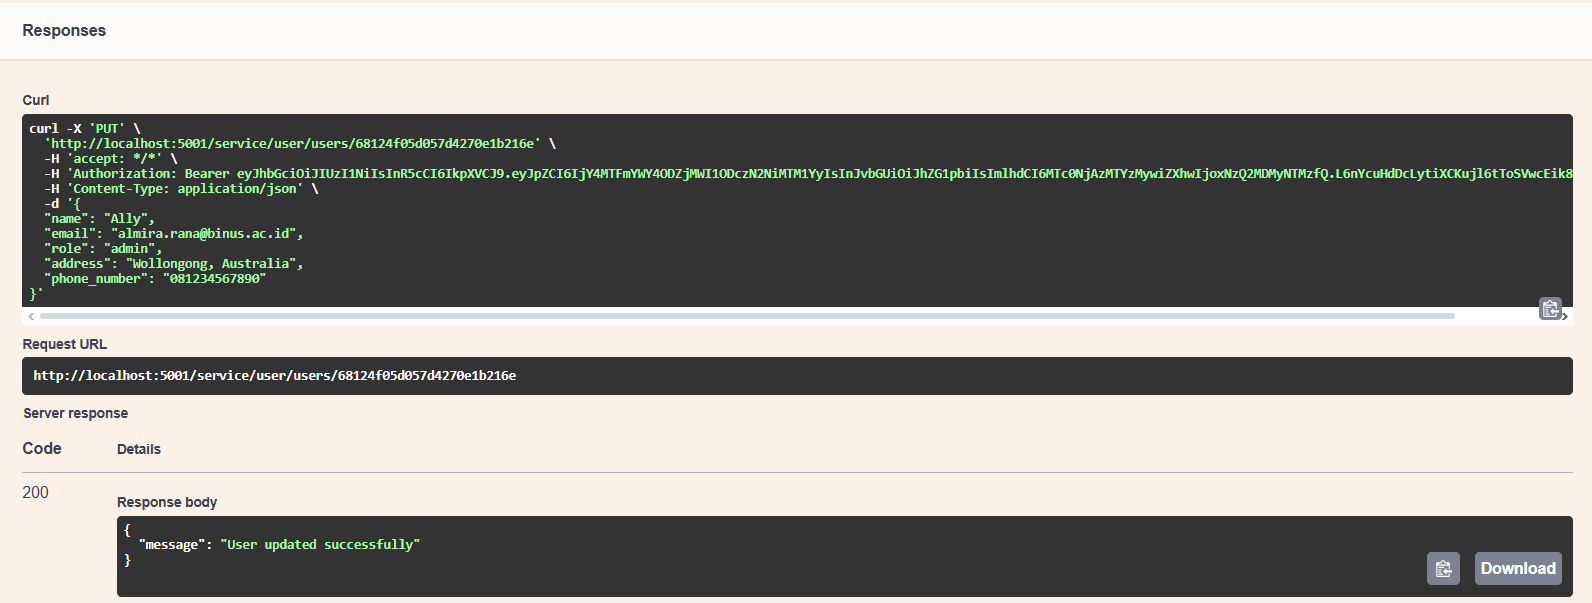 Responses
Curl
curl -X 'PUT' \
'http://localhost:5001/service/user/users/68124f05d057d4270e1b216e' \
-H 'accept: */*' \
-H 'Authorization: Bearer eyJhbGciOiJIUzI1NiIsInR5cCI6IkpXVCJ9.eyJpZCI6IjY4MTFmYWY4ODZjMWI1ODczN2NiMTM1YyIsInJvbGUiOiJhZG1pbiIsImlhdCI6MTc0NjAzMTYzMywiZXhwIjoxNzQ2MDMyNTMzfQ.L6nYcuHdDcLytiXCKujl6tToSVwcEik8
-H 'Content-Type: application/json' \
-d '{
"name": "Ally",
"email": "almira.rana@binus.ac.id",
"role": "admin",
"address": "Wollongong, Australia",
"phone_number": "081234567890"
}'
Request URL
http://localhost:5001/service/user/users/68124f05d057d4270e1b216e
Server response
Code Details
200
Response body
{
"message": "User updated successfully"
}
Download